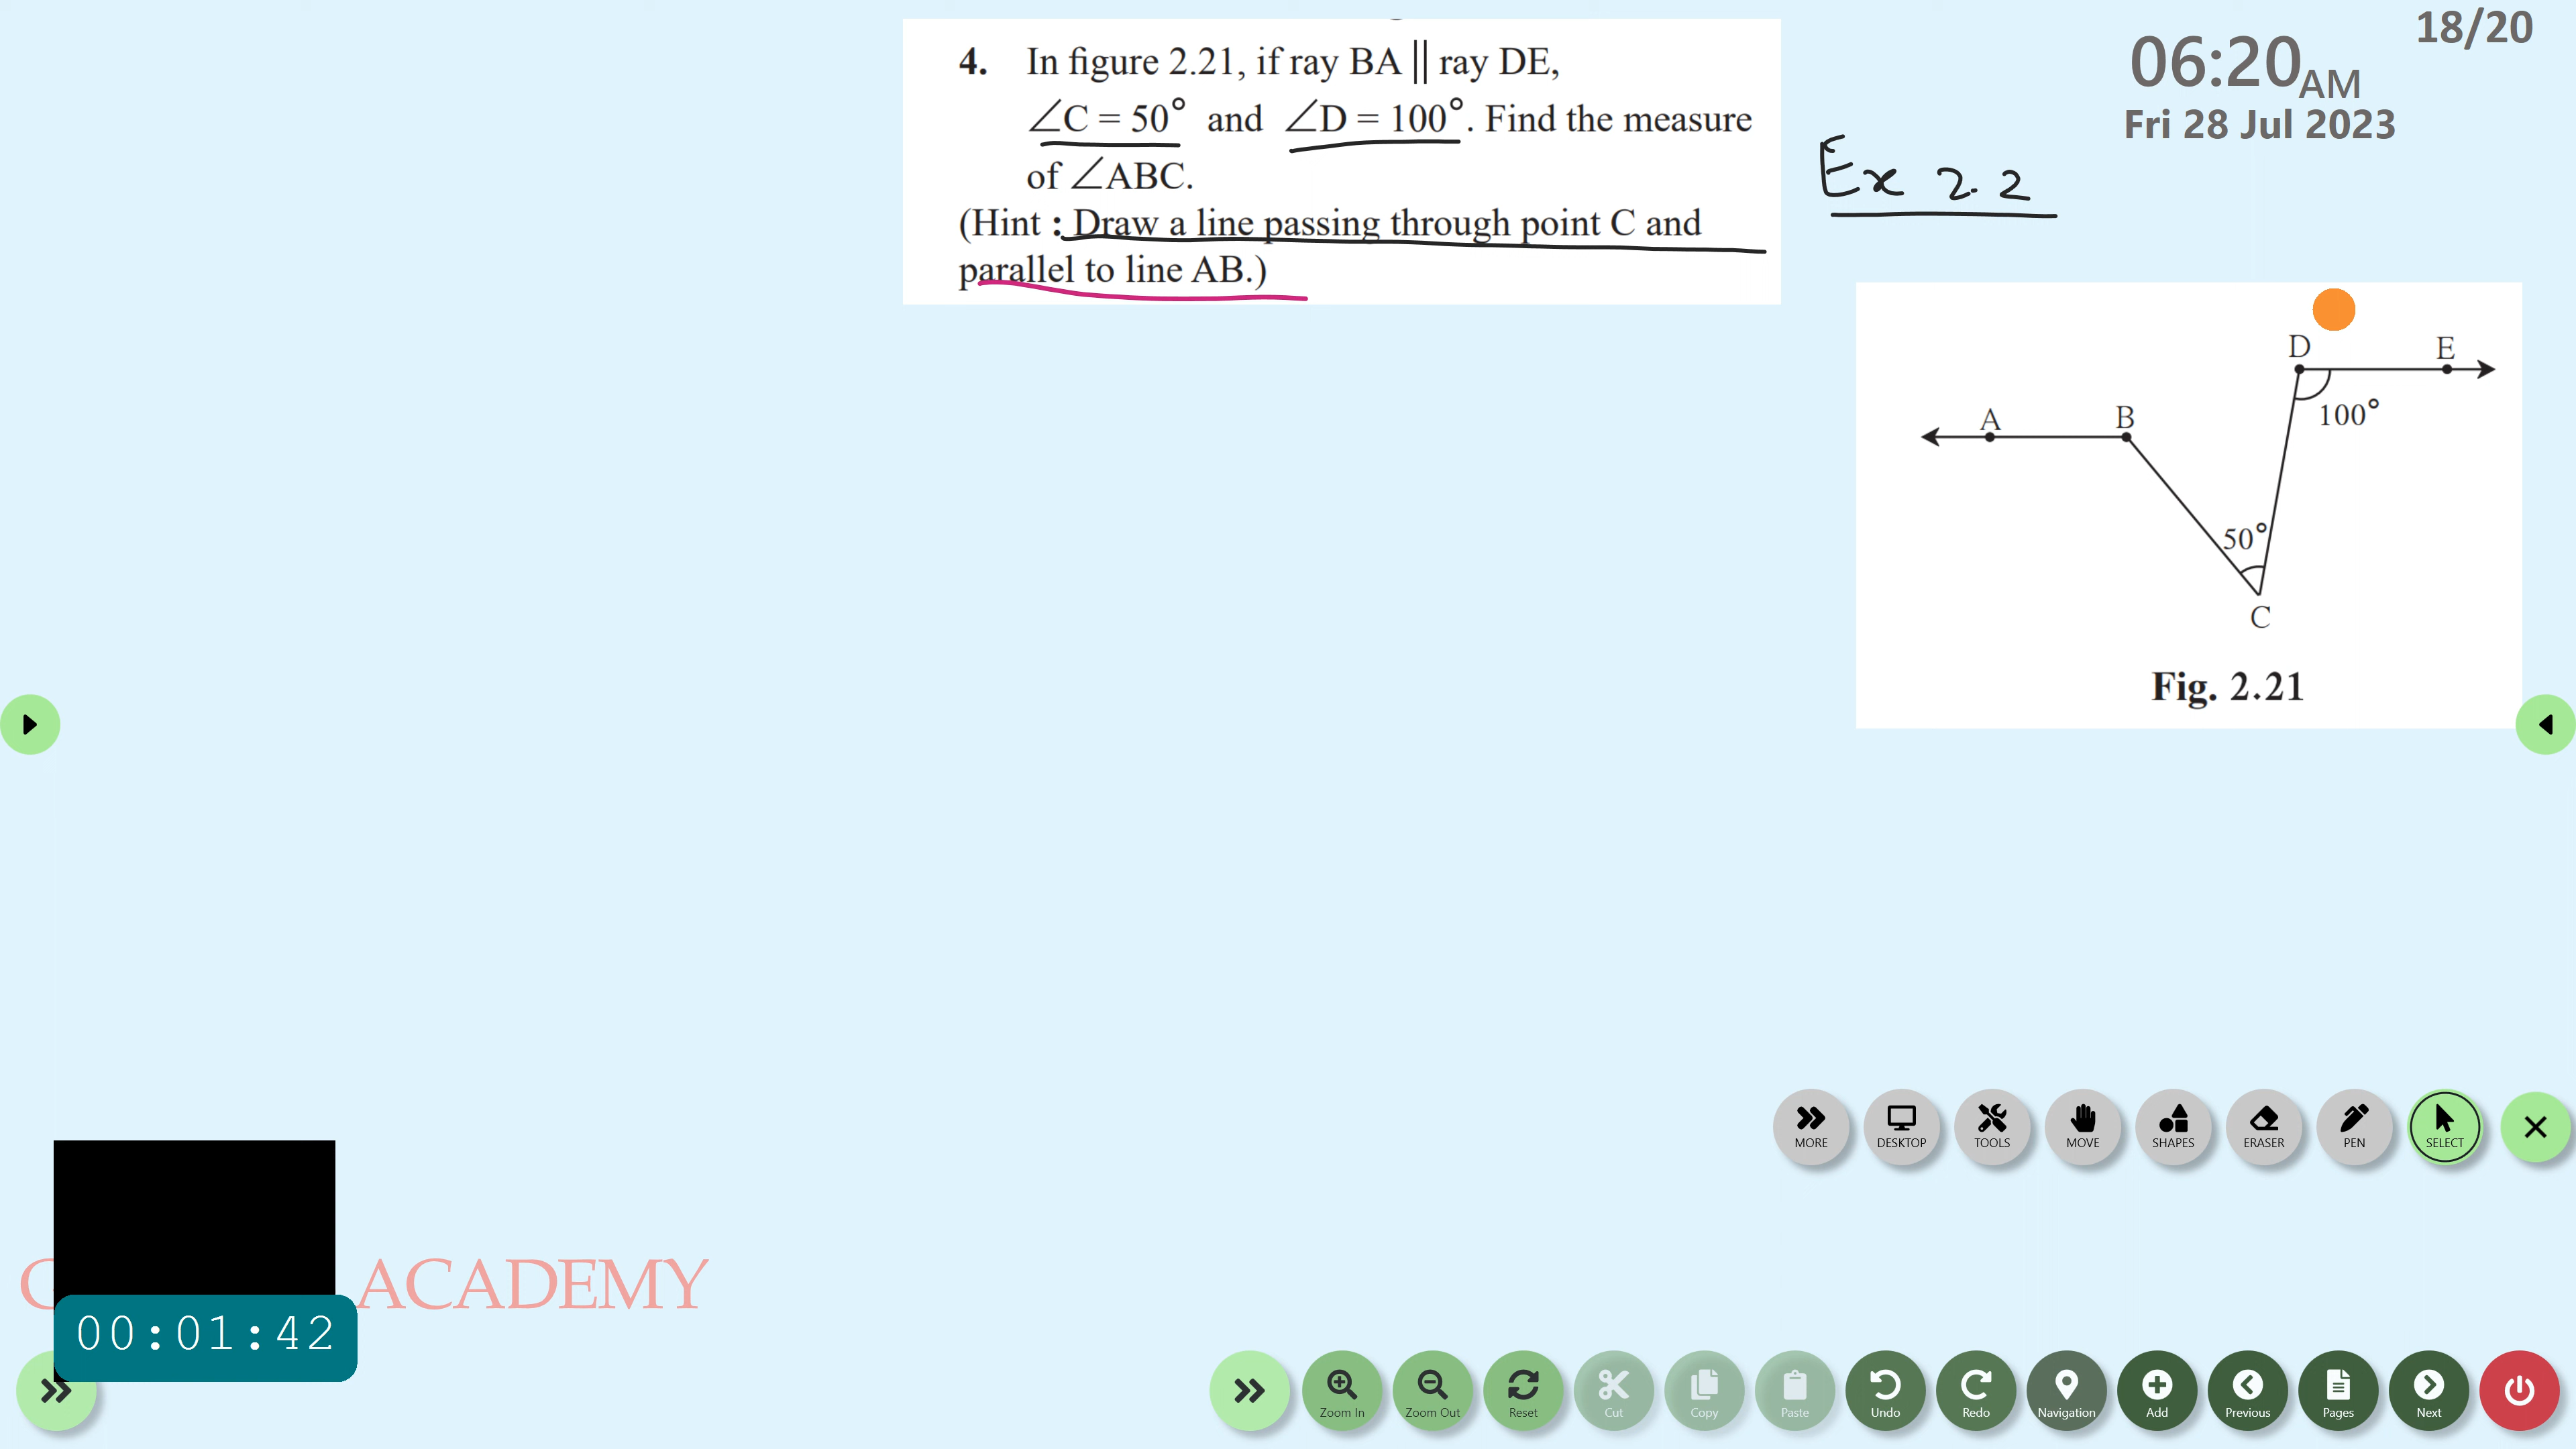 18/20
06:20AM
Fri 28 Jul 2023
4. In figure 2.21, if ray BA || ray DE,
∠C = 50° and ∠D = 100°. Find the measure
of ∠ABC.
(Hint : Draw a line passing through point C and
parallel to line AB.)
Ex 2.2
D E
100°
A B
50°
C
Fig. 2.21
MORE DESKTOP TOOLS MOVE SHAPES ERASER PEN SELECT
ACADEMY
00:01:42
Zoom In Zoom Out Reset Cut Copy Paste Undo Redo Navigation Add Previous Pages Next